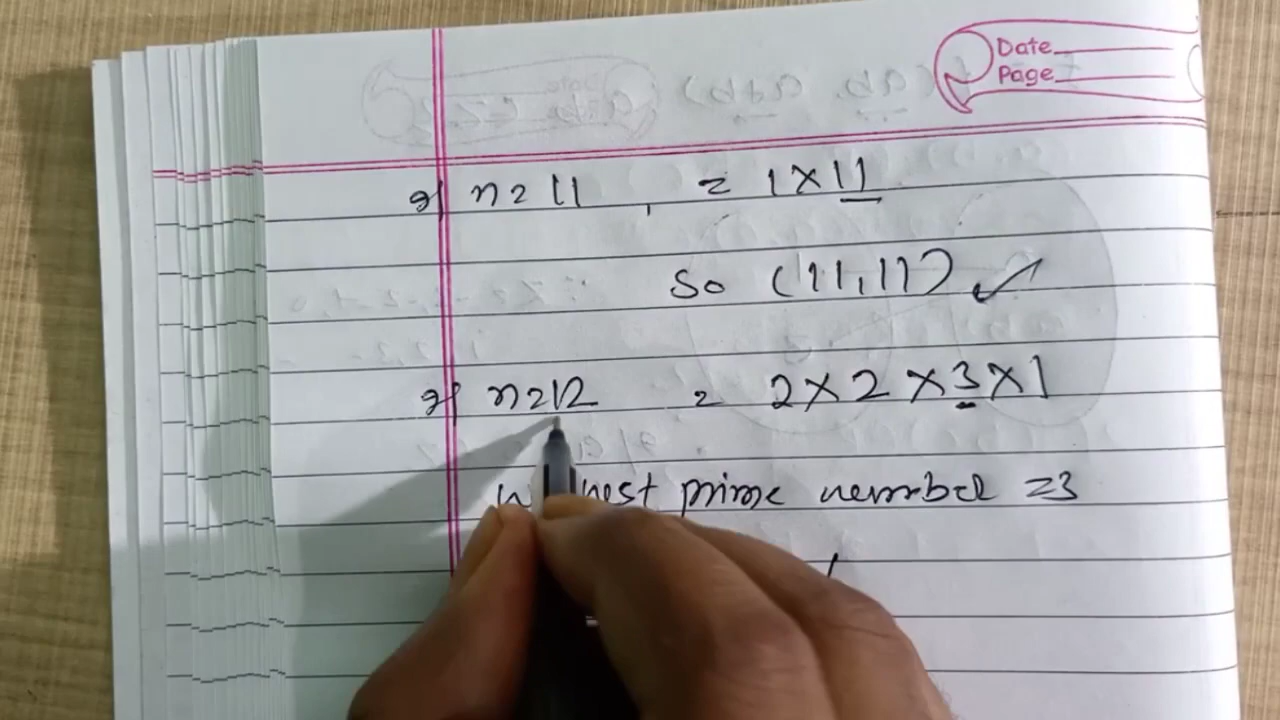 Date
Page
If n = 11 , = 1 × 11
So (11,11) ✓
If n = 12 = 2 × 2 × 3 × 1
prime number = 3